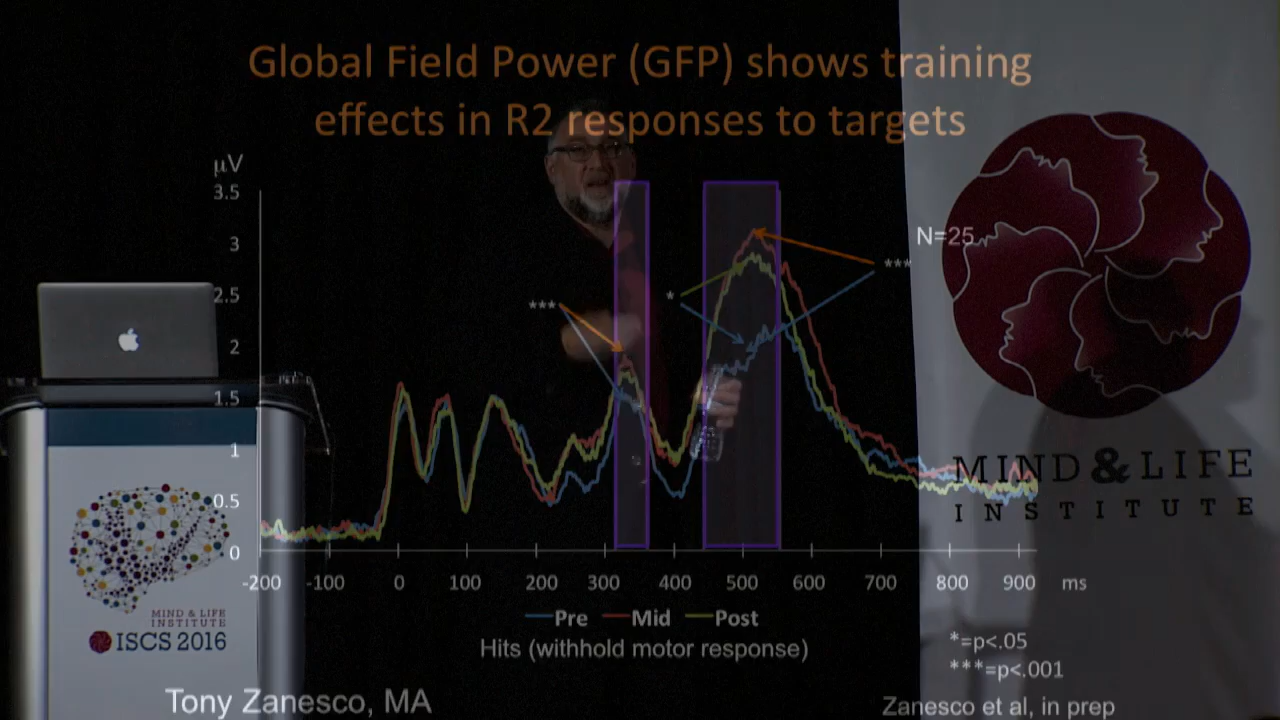 Global Field Power (GFP) shows training
effects in R2 responses to targets
μV
3.5
3
2.5
2
1.5
1
0.5
0
N=25
***
*
***
-200 -100 0 100 200 300 400 500 600 700 800 900 ms
Pre Mid Post
Hits (withhold motor response)
*=p<.05
***=p<.001
Tony Zanesco, MA
Zanesco et al, in prep
MIND & LIFE
INSTITUTE
MIND & LIFE
INSTITUTE
ISCS 2016